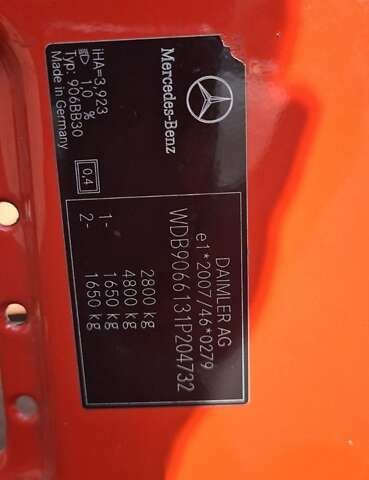 Mercedes-Benz
iHA=3,923
1,0 %
Typ: 906BB30
Made in Germany
0,4
DAIMLER AG
e1*2007/46*0279
WDB9066131P204732
2800 kg
4800 kg
1- 1650 kg
2- 1650 kg